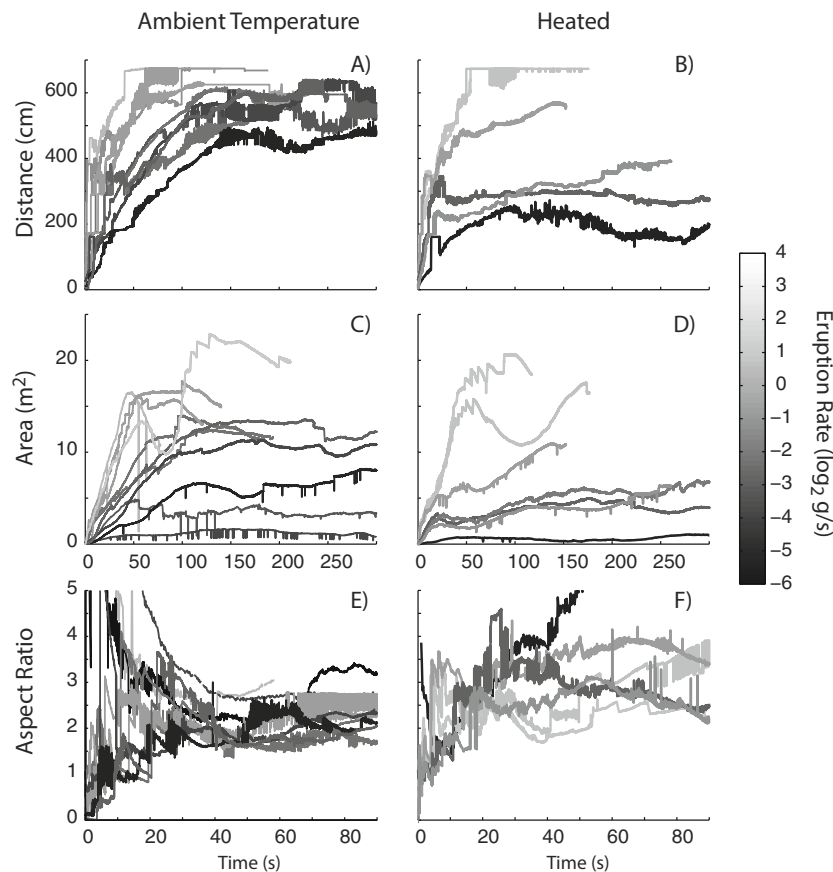 Ambient Temperature
Heated
Distance (cm)
600
400
200
0
A)
B)
Area (m²)
20
10
0
C)
D)
0 50 100 150 200 250
0 50 100 150 200 250
Aspect Ratio
5
4
3
2
1
0
E)
F)
0 20 40 60 80
0 20 40 60 80
Time (s)
Time (s)
4
3
2
1
0
−1
−2
−3
−4
−5
−6
Eruption Rate (log₂ g/s)